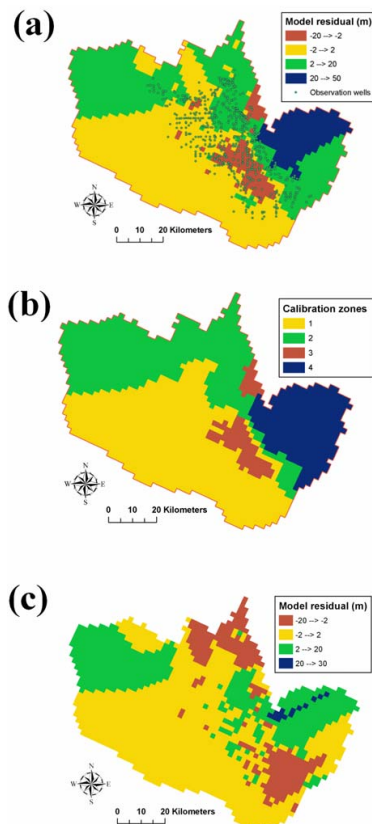 (a)
Model residual (m)
-20 --> -2
-2 --> 2
2 --> 20
20 --> 50
Observation wells
N
W E
S
0 10 20 Kilometers
(b)
Calibration zones
1
2
3
4
N
W E
S
0 10 20 Kilometers
(c)
Model residual (m)
-20 --> -2
-2 --> 2
2 --> 20
20 --> 30
N
W E
S
0 10 20 Kilometers